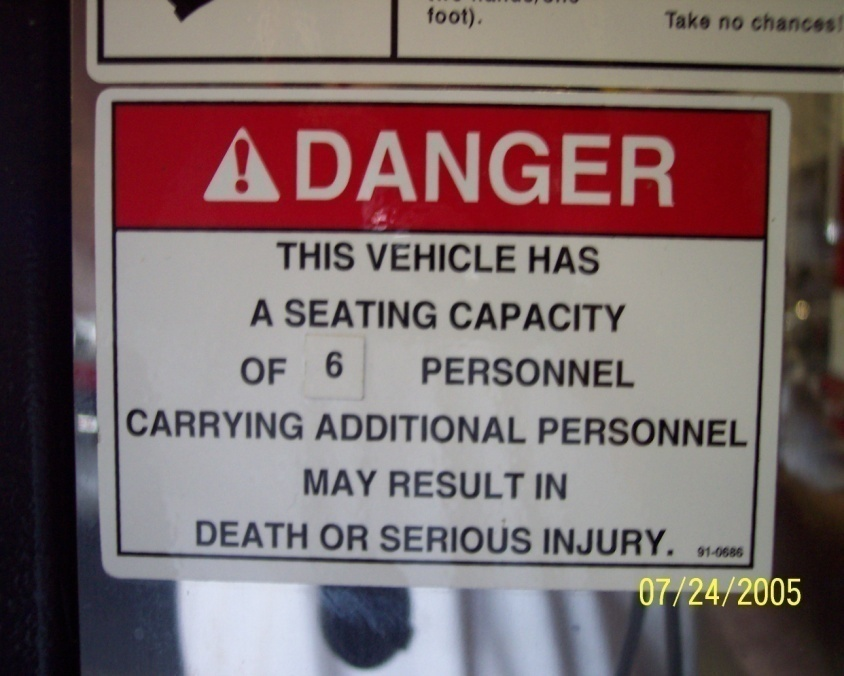 foot).
Take no chances!
DANGER
THIS VEHICLE HAS
A SEATING CAPACITY
OF 6 PERSONNEL
CARRYING ADDITIONAL PERSONNEL
MAY RESULT IN
DEATH OR SERIOUS INJURY.
91-0686
07/24/2005